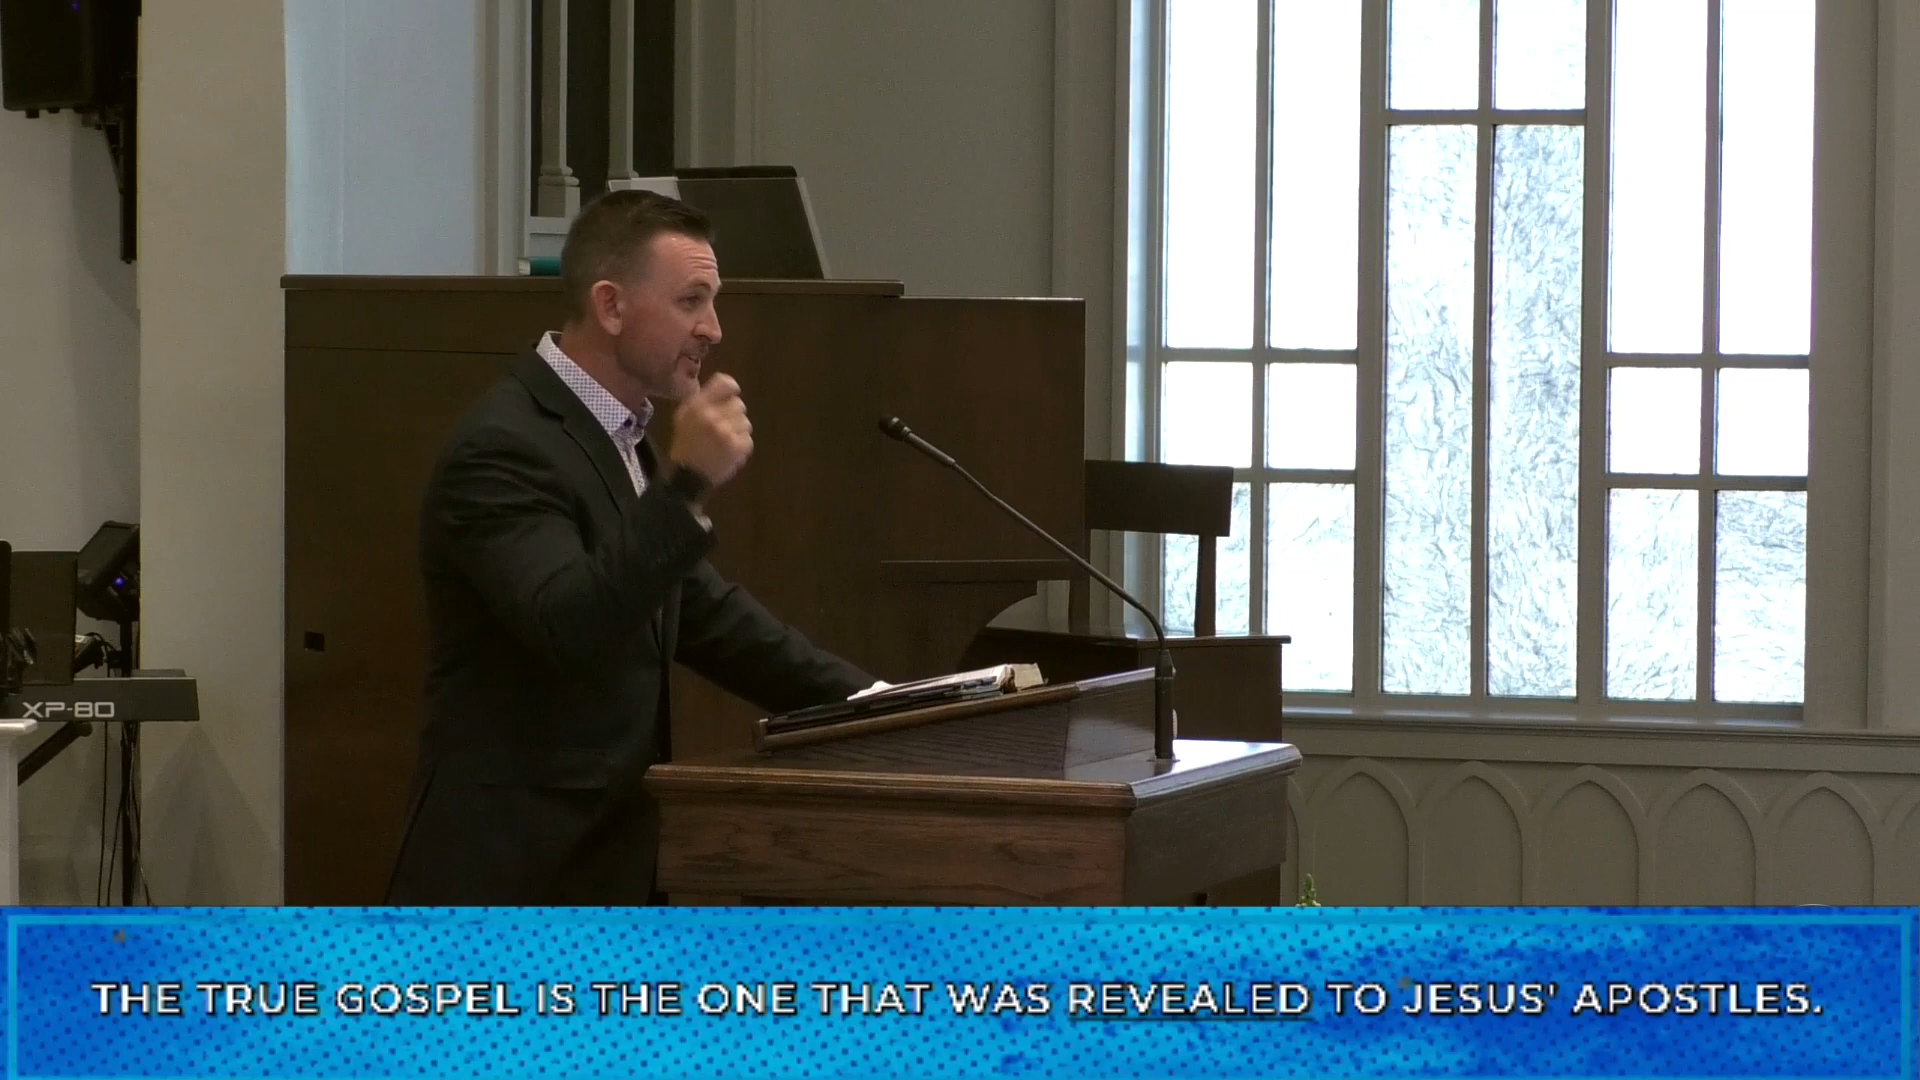 XP-80
THE TRUE GOSPEL IS THE ONE THAT WAS REVEALED TO JESUS' APOSTLES.